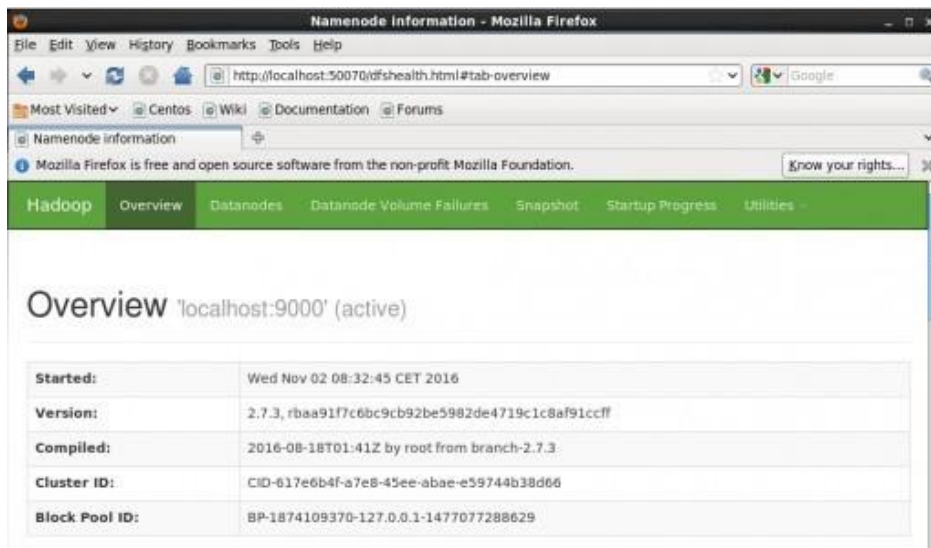 Namenode information - Mozilla Firefox
File Edit View History Bookmarks Tools Help
http://localhost:50070/dfshealth.html#tab-overview
Google
Most Visited Centos Wiki Documentation Forums
Namenode information
Mozilla Firefox is free and open source software from the non-profit Mozilla Foundation.
Know your rights...
Hadoop Overview Datanodes Datanode Volume Failures Snapshot Startup Progress Utilities
Overview 'localhost:9000' (active)
Started: Wed Nov 02 08:32:45 CET 2016
Version: 2.7.3, rbaa91f7c6bc9cb92be5982de4719c1c8af91ccff
Compiled: 2016-08-18T01:41Z by root from branch-2.7.3
Cluster ID: CID-617e6b4f-a7e8-45ee-abae-e59744b38d66
Block Pool ID: BP-1874109370-127.0.0.1-1477077288629